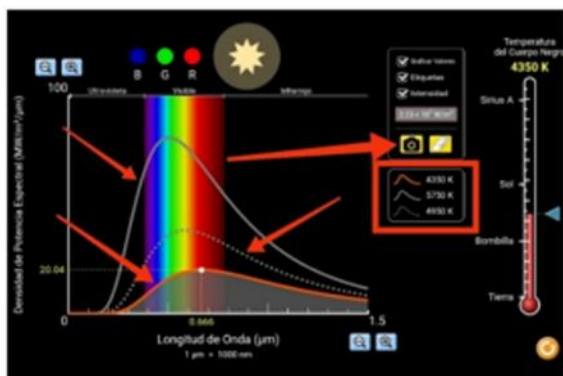 B G R
100
Ultravioleta Visible Infrarrojo
Densidad de Potencia Espectral (MW/m²/μm)
20.04
0
0.666
1.5
Longitud de Onda (μm)
1 μm = 1000 nm
Graficar Valores
Etiquetas
Intensidad
4350 K
5750 K
4950 K
Temperatura
del Cuerpo Negro
4350 K
Sirius A
Sol
Bombilla
Tierra